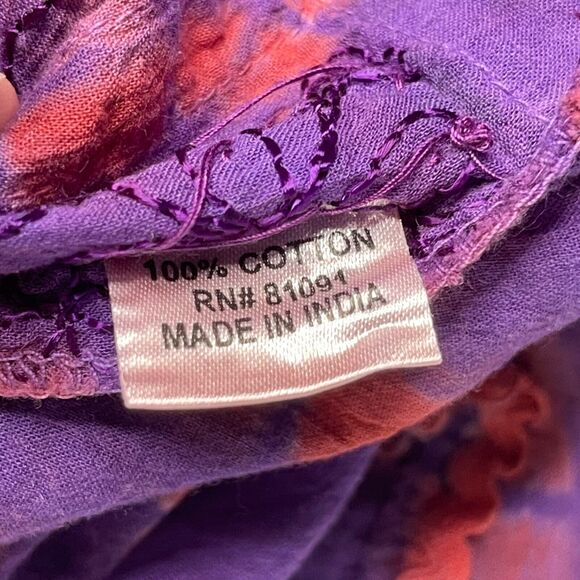 100% COTTON
RN# 81091
MADE IN INDIA